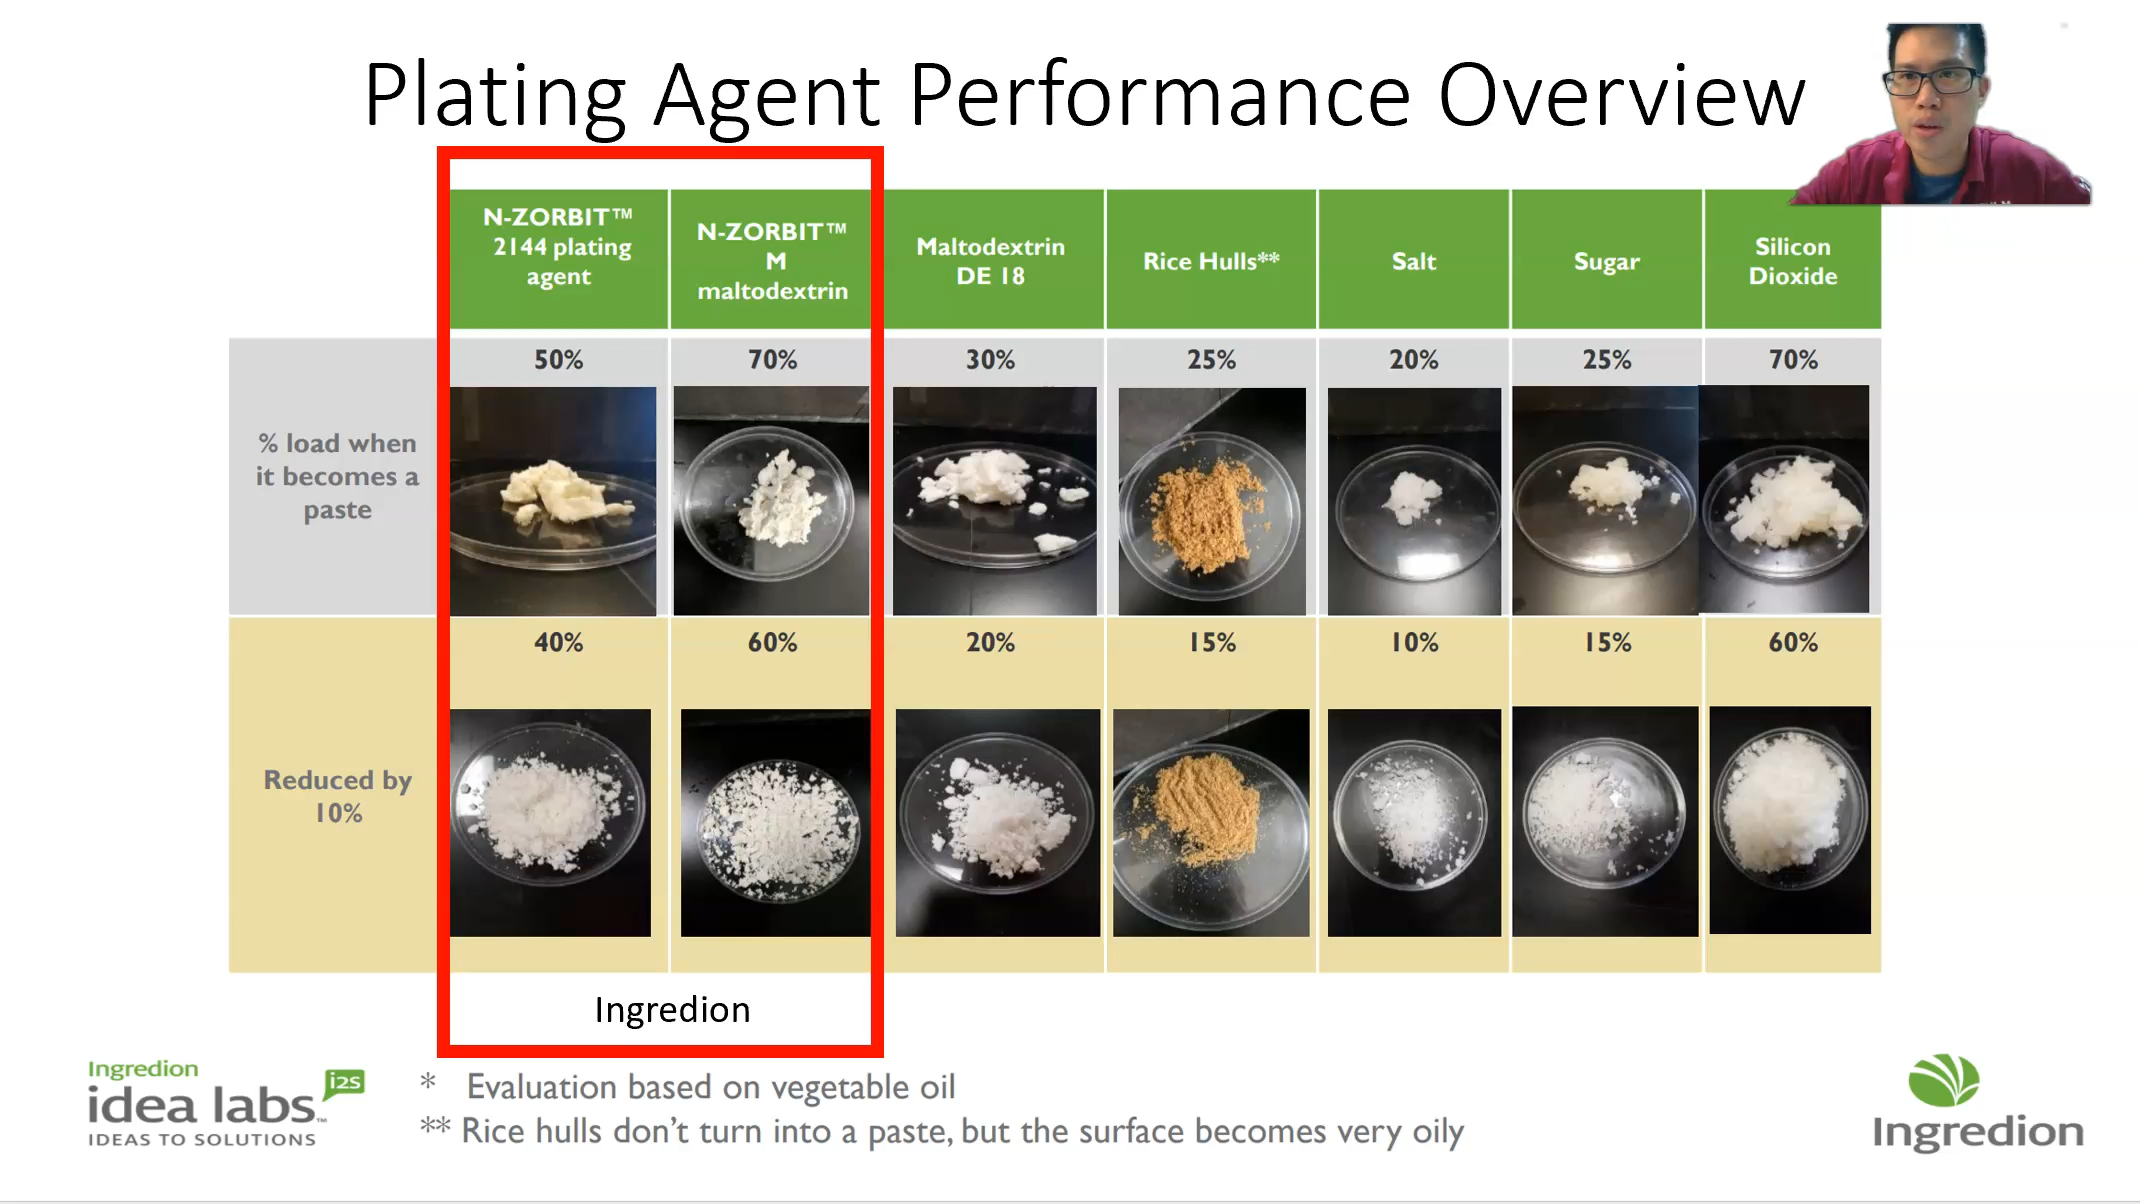 Plating Agent Performance Overview
N-ZORBIT™
2144 plating
agent
N-ZORBIT™
M
maltodextrin
Maltodextrin
DE 18
Rice Hulls**
Salt
Sugar
Silicon
Dioxide
% load when
it becomes a
paste
50%
70%
30%
25%
20%
25%
70%
Reduced by
10%
40%
60%
20%
15%
10%
15%
60%
Ingredion
Ingredion
idea labs™
i2s
IDEAS TO SOLUTIONS
* Evaluation based on vegetable oil
** Rice hulls don't turn into a paste, but the surface becomes very oily
Ingredion